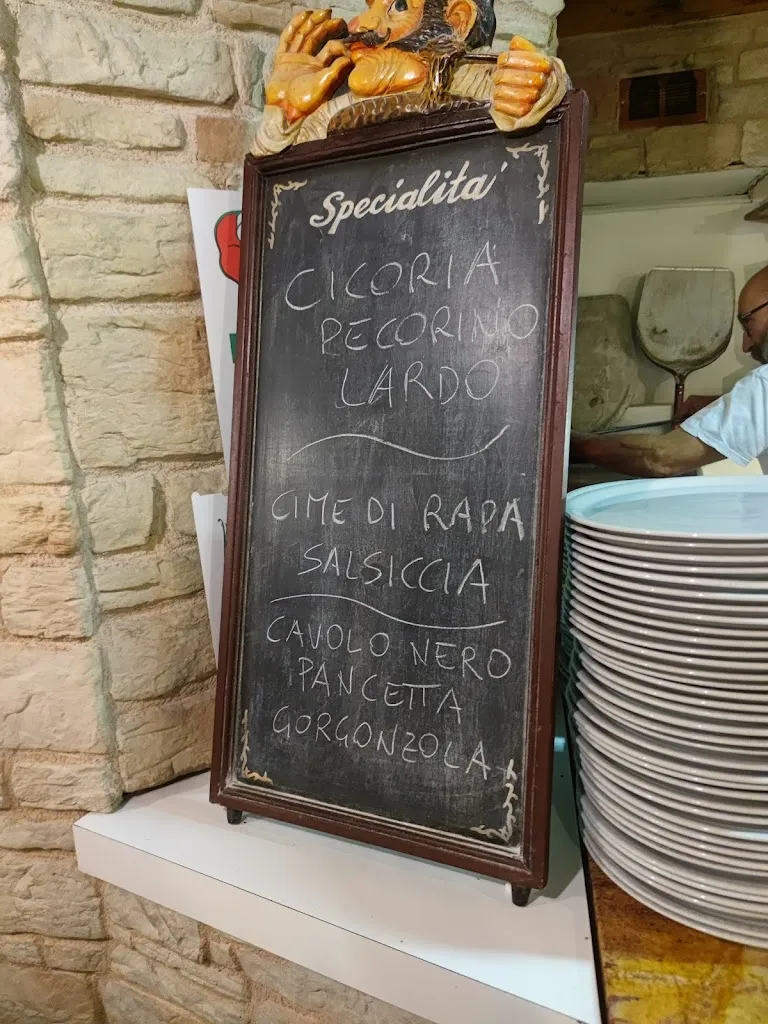 Specialita'
CICORIA
PECORINO
LARDO
CIME DI RAPA
SALSICCIA
CAVOLO NERO
PANCETTA
GORGONZOLA